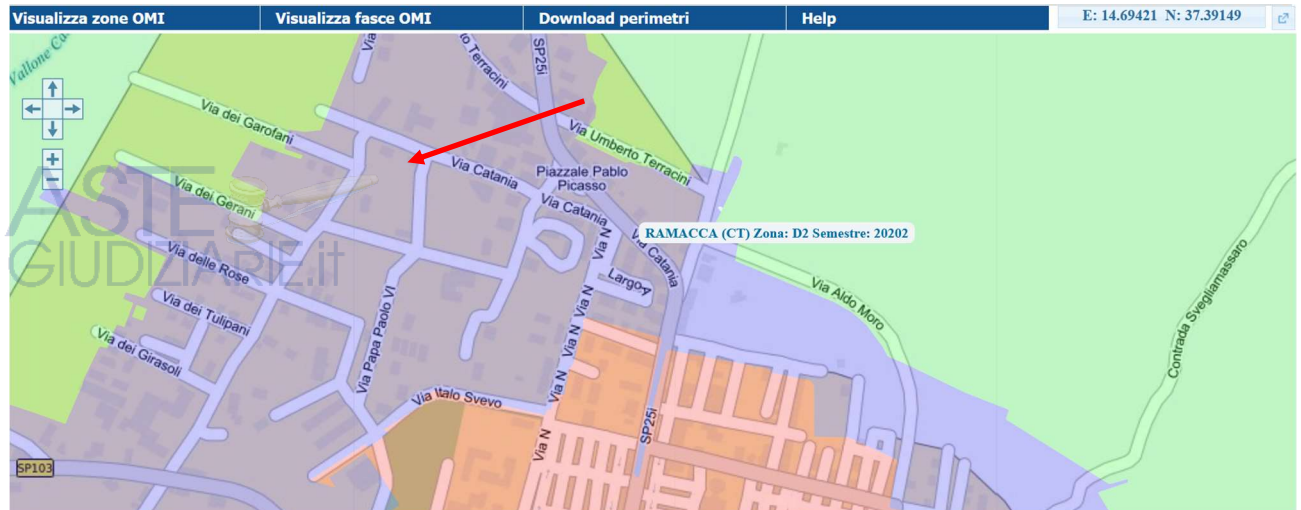 Visualizza zone OMI
Visualizza fasce OMI
Download perimetri
Help
E: 14.69421 N: 37.39149
Via
Terracini
SP25i
Via dei Garofani
Via Catania
Via Umberto Terracini
Piazzale Pablo
Picasso
ASTE
GIUDIZIARIE.it
Via dei Gerani
Via Catania
Via N
Via Catania
RAMACCA (CT) Zona: D2 Semestre: 20202
Via delle Rose
Largo A
Via Aldo Moro
Contrada Svegliamassaro
Via dei Tulipani
Via N
Via Papa Paolo VI
Via N
Via dei Girasoli
Via N
Via Italo Svevo
Via N
SP25i
SP103